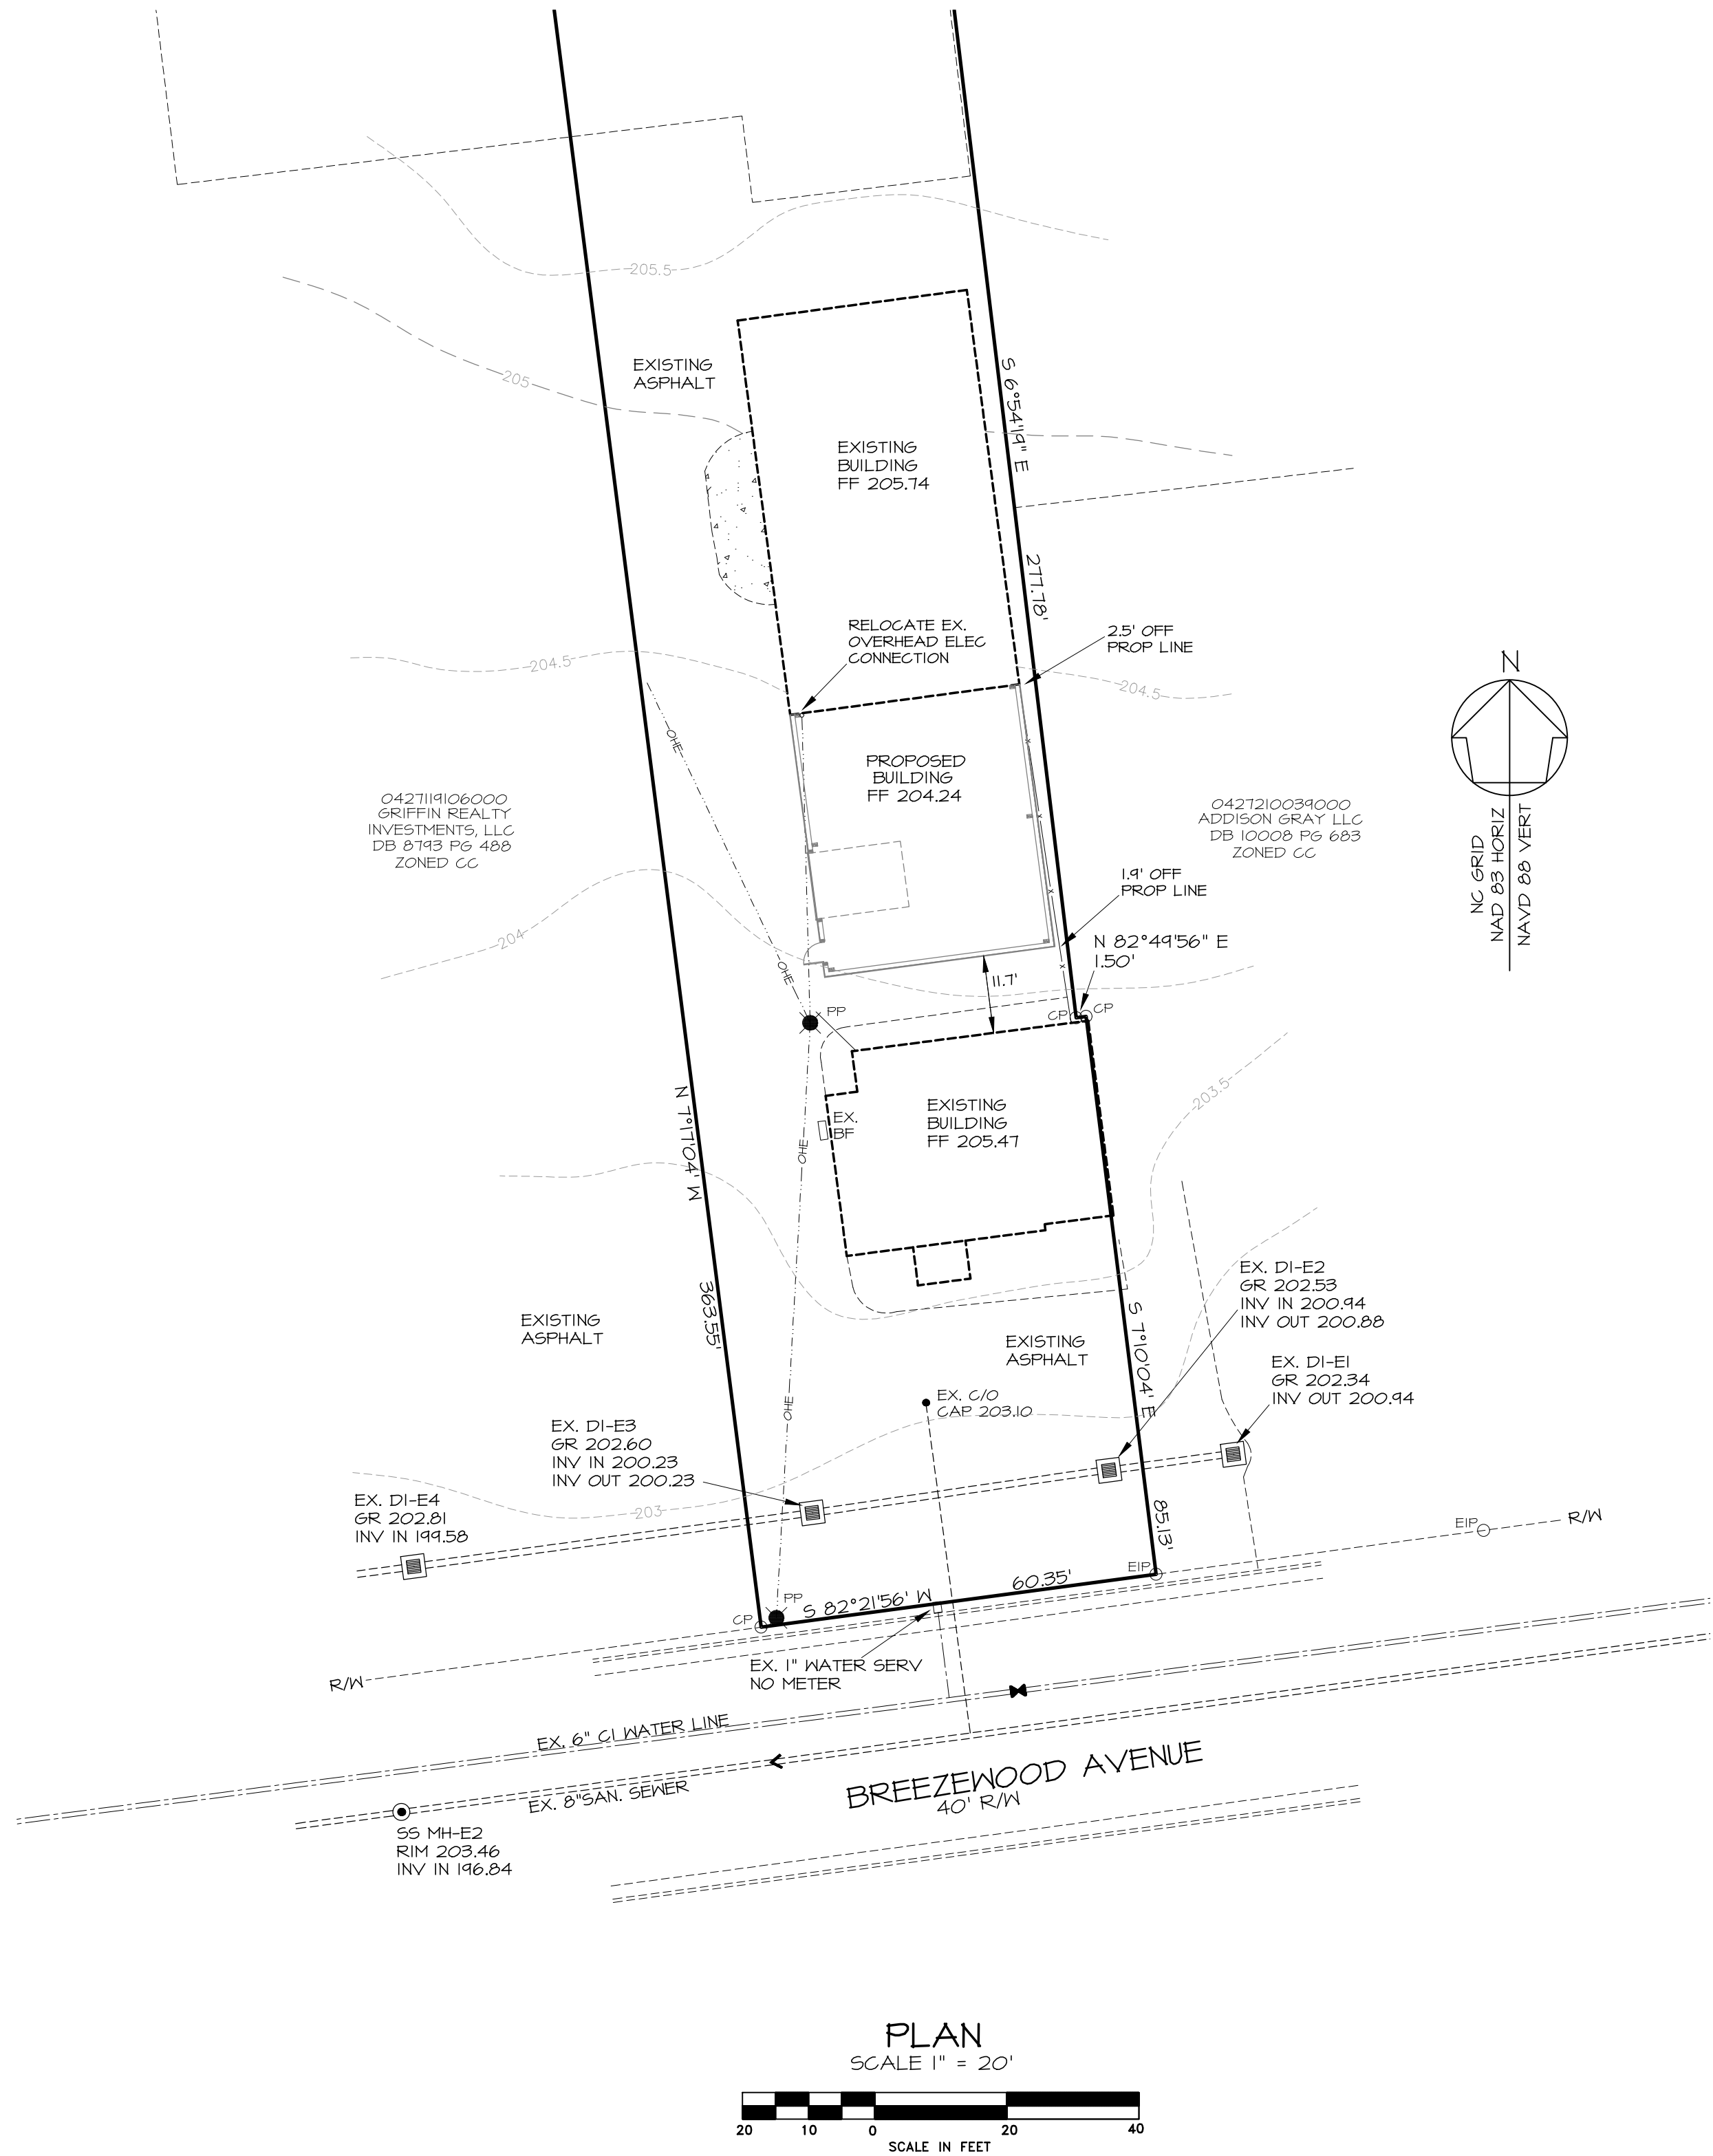 205.5
205
EXISTING
ASPHALT
S 6°54'19" E
EXISTING
BUILDING
FF 205.74
277.78'
RELOCATE EX.
OVERHEAD ELEC
CONNECTION
2.5' OFF
PROP LINE
204.5
204.5
N
OHE
PROPOSED
BUILDING
FF 204.24
0427119106000
GRIFFIN REALTY
INVESTMENTS, LLC
DB 8793 PG 488
ZONED CC
0427210039000
ADDISON GRAY LLC
DB 10008 PG 683
ZONED CC
NC GRID
NAD 83 HORIZ
NAVD 88 VERT
1.9' OFF
PROP LINE
204
N 82°49'56" E
1.50'
OHE
11.7'
PP
CP
CP
203.5
N 7°17'04" W
EX.
BF
EXISTING
BUILDING
FF 205.47
OHE
363.55'
EXISTING
ASPHALT
EXISTING
ASPHALT
S 7°10'04" E
EX. DI-E2
GR 202.53
INV IN 200.94
INV OUT 200.88
EX. DI-E1
GR 202.34
INV OUT 200.94
OHE
EX. C/O
CAP 203.10
EX. DI-E3
GR 202.60
INV IN 200.23
INV OUT 200.23
EX. DI-E4
GR 202.81
INV IN 199.58
203
85.13'
EIP
R/W
EIP
PP
CP
S 82°21'56" W
60.35'
R/W
EX. 1" WATER SERV
NO METER
EX. 6" CI WATER LINE
EX. 8"SAN. SEWER
BREEZEWOOD AVENUE
40' R/W
SS MH-E2
RIM 203.46
INV IN 196.84
PLAN
SCALE 1" = 20'
20 10 0 20 40
SCALE IN FEET